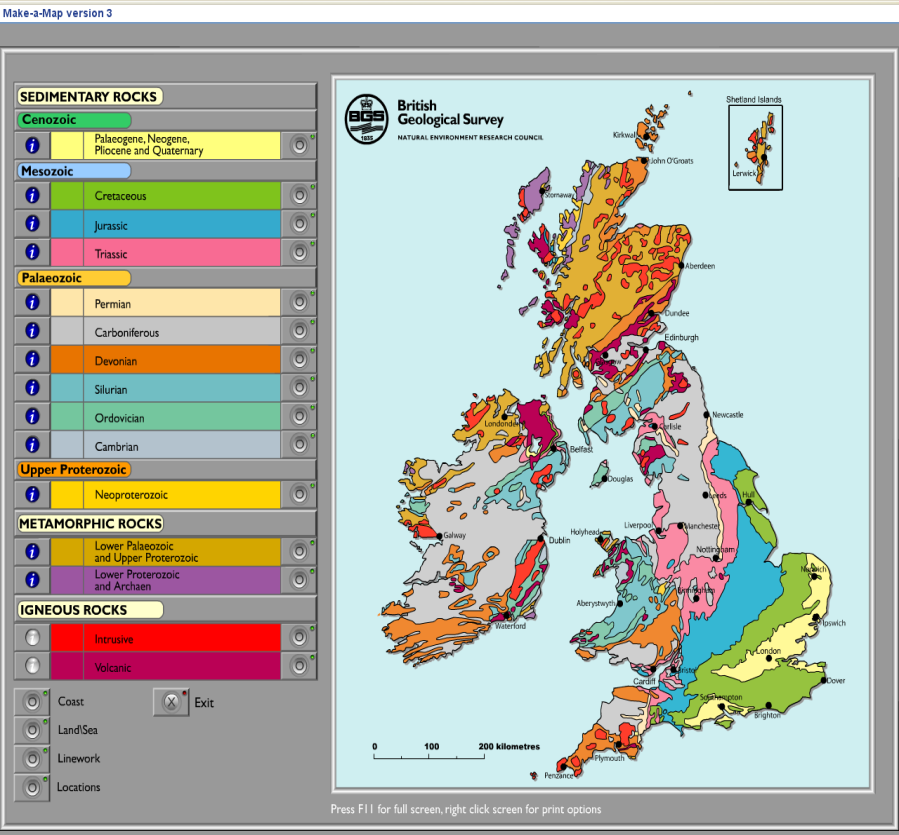 Make-a-Map version 3
SEDIMENTARY ROCKS
Cenozoic
Palaeogene, Neogene,
Pliocene and Quaternary
Mesozoic
Cretaceous
Jurassic
Triassic
Palaeozoic
Permian
Carboniferous
Devonian
Silurian
Ordovician
Cambrian
Upper Proterozoic
Neoproterozoic
METAMORPHIC ROCKS
Lower Palaeozoic
and Upper Proterozoic
Lower Proterozoic
and Archaen
IGNEOUS ROCKS
Intrusive
Volcanic
Coast
X
Exit
Land\Sea
Linework
Locations
BGS
1835
British
Geological Survey
NATURAL ENVIRONMENT RESEARCH COUNCIL
Shetland Islands
Lerwick
Kirkwall
John O'Groats
Stornaway
Aberdeen
Dundee
Edinburgh
Newcastle
Carlisle
Belfast
Douglas
Leeds
Hull
Galway
Dublin
Holyhead
Liverpool
Manchester
Nottingham
Norwich
Aberystwyth
Ipswich
Waterford
London
Cardiff
Dover
Southampton
Brighton
Plymouth
Penzance
0 100 200 kilometres
Press F11 for full screen, right click screen for print options